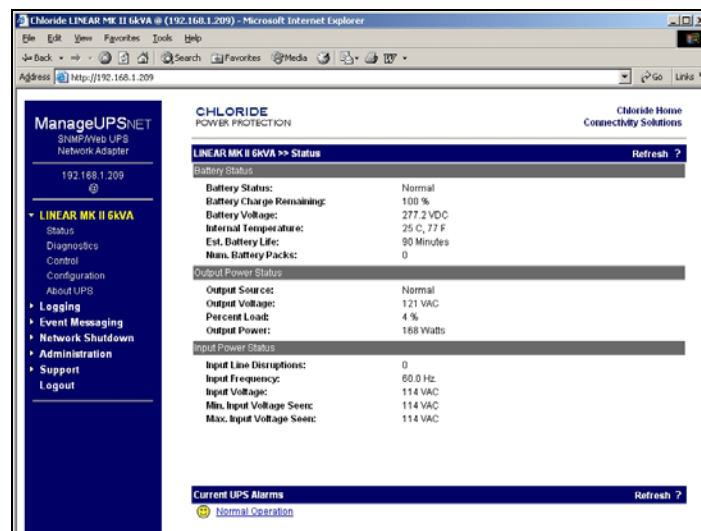 Chloride LINEAR MK II 6kVA @ (192.168.1.209) - Microsoft Internet Explorer
File Edit View Favorites Tools Help
Back Search Favorites Media
Address http://192.168.1.209 Go Links
ManageUPSNET
SNMP/Web UPS
Network Adapter
192.168.1.209
@
LINEAR MK II 6kVA
Status
Diagnostics
Control
Configuration
About UPS
Logging
Event Messaging
Network Shutdown
Administration
Support
Logout
CHLORIDE
POWER PROTECTION
Chloride Home
Connectivity Solutions
LINEAR MK II 6kVA >> Status Refresh ?
Battery Status
Battery Status: Normal
Battery Charge Remaining: 100 %
Battery Voltage: 277.2 VDC
Internal Temperature: 25 C, 77 F
Est. Battery Life: 90 Minutes
Num. Battery Packs: 0
Output Power Status
Output Source: Normal
Output Voltage: 121 VAC
Percent Load: 4 %
Output Power: 168 Watts
Input Power Status
Input Line Disruptions: 0
Input Frequency: 60.0 Hz.
Input Voltage: 114 VAC
Min. Input Voltage Seen: 114 VAC
Max. Input Voltage Seen: 114 VAC
Current UPS Alarms Refresh ?
Normal Operation